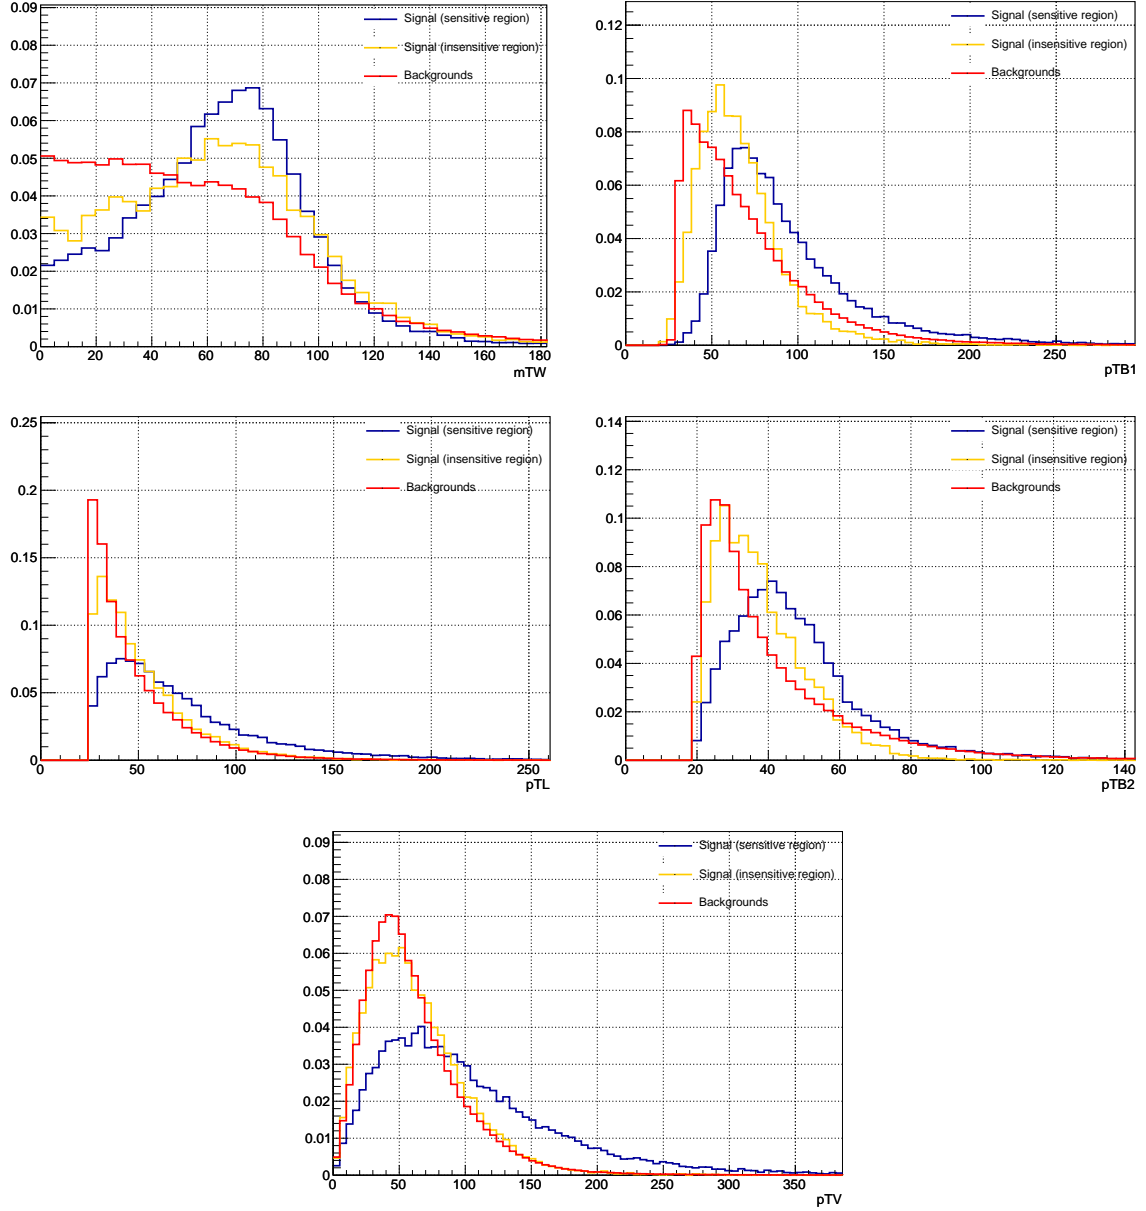 0.09
0.08
0.07
0.06
0.05
0.04
0.03
0.02
0.01
0
Signal (sensitive region)
Signal (insensitive region)
Backgrounds
0 20 40 60 80 100 120 140 160 180
mTW
0.12
0.1
0.08
0.06
0.04
0.02
0
Signal (sensitive region)
Signal (insensitive region)
Backgrounds
0 50 100 150 200 250
pTB1
0.25
0.2
0.15
0.1
0.05
0
Signal (sensitive region)
Signal (insensitive region)
Backgrounds
0 50 100 150 200 250
pTL
0.14
0.12
0.1
0.08
0.06
0.04
0.02
0
Signal (sensitive region)
Signal (insensitive region)
Backgrounds
0 20 40 60 80 100 120 140
pTB2
0.09
0.08
0.07
0.06
0.05
0.04
0.03
0.02
0.01
0
Signal (sensitive region)
Signal (insensitive region)
Backgrounds
0 50 100 150 200 250 300 350
pTV